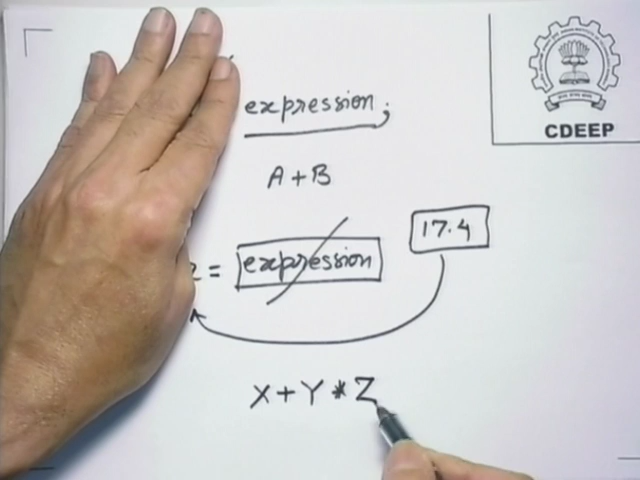 expression;
A + B
17.4
= expression
X + Y * Z
CDEEP